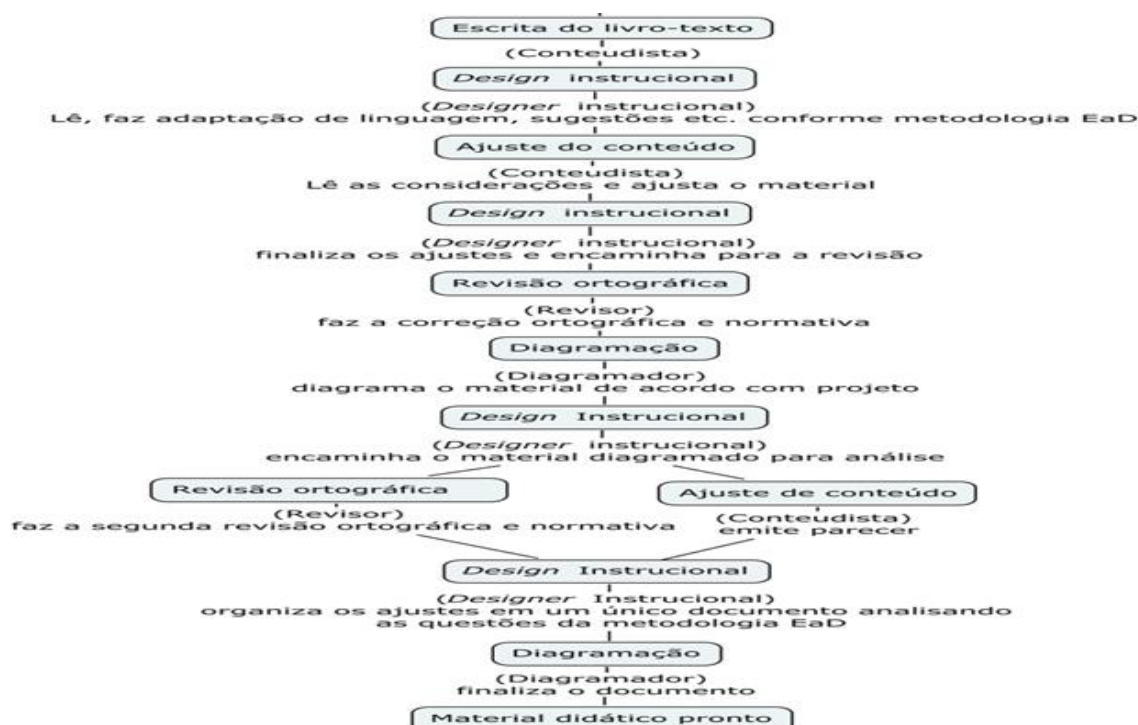 Escrita do livro-texto
(Conteudista)
Design instrucional
(Designer instrucional)
Lê, faz adaptação de linguagem, sugestões etc. conforme metodologia EaD
Ajuste do conteúdo
(Conteudista)
Lê as considerações e ajusta o material
Design instrucional
(Designer instrucional)
finaliza os ajustes e encaminha para a revisão
Revisão ortográfica
(Revisor)
faz a correção ortográfica e normativa
Diagramação
(Diagramador)
diagrama o material de acordo com projeto
Design Instrucional
(Designer instrucional)
encaminha o material diagramado para análise
Revisão ortográfica
(Revisor)
faz a segunda revisão ortográfica e normativa
Ajuste de conteúdo
(Conteudista)
emite parecer
Design Instrucional
(Designer Instrucional)
organiza os ajustes em um único documento analisando
as questões da metodologia EaD
Diagramação
(Diagramador)
finaliza o documento
Material didático pronto